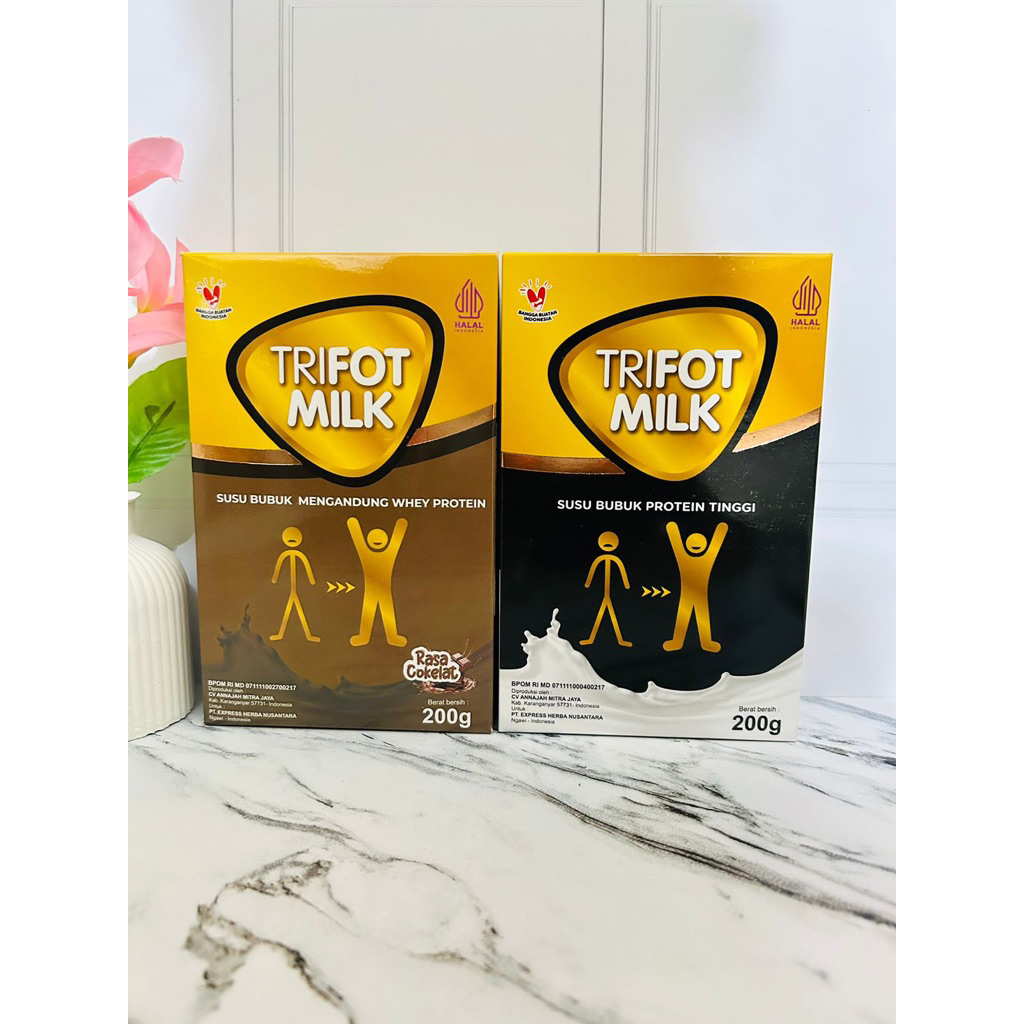 BANGGA BUATAN
INDONESIA
HALAL
INDONESIA
TRIFOT
MILK
SUSU BUBUK MENGANDUNG WHEY PROTEIN
Rasa
Cokelat
BPOM RI MD 071111002700217
Diproduksi oleh :
CV ANNAJAH MITRA JAYA
Kab. Karanganyar 57731- Indonesia
Untuk :
PT. EXPRESS HERBA NUSANTARA
Ngawi - Indonesia
Berat bersih :
200g
BANGGA BUATAN
INDONESIA
HALAL
INDONESIA
TRIFOT
MILK
SUSU BUBUK PROTEIN TINGGI
BPOM RI MD 071111000400217
Diproduksi oleh :
CV ANNAJAH MITRA JAYA
Kab. Karanganyar 57731- Indonesia
Untuk :
PT. EXPRESS HERBA NUSANTARA
Ngawi - Indonesia
Berat bersih :
200g